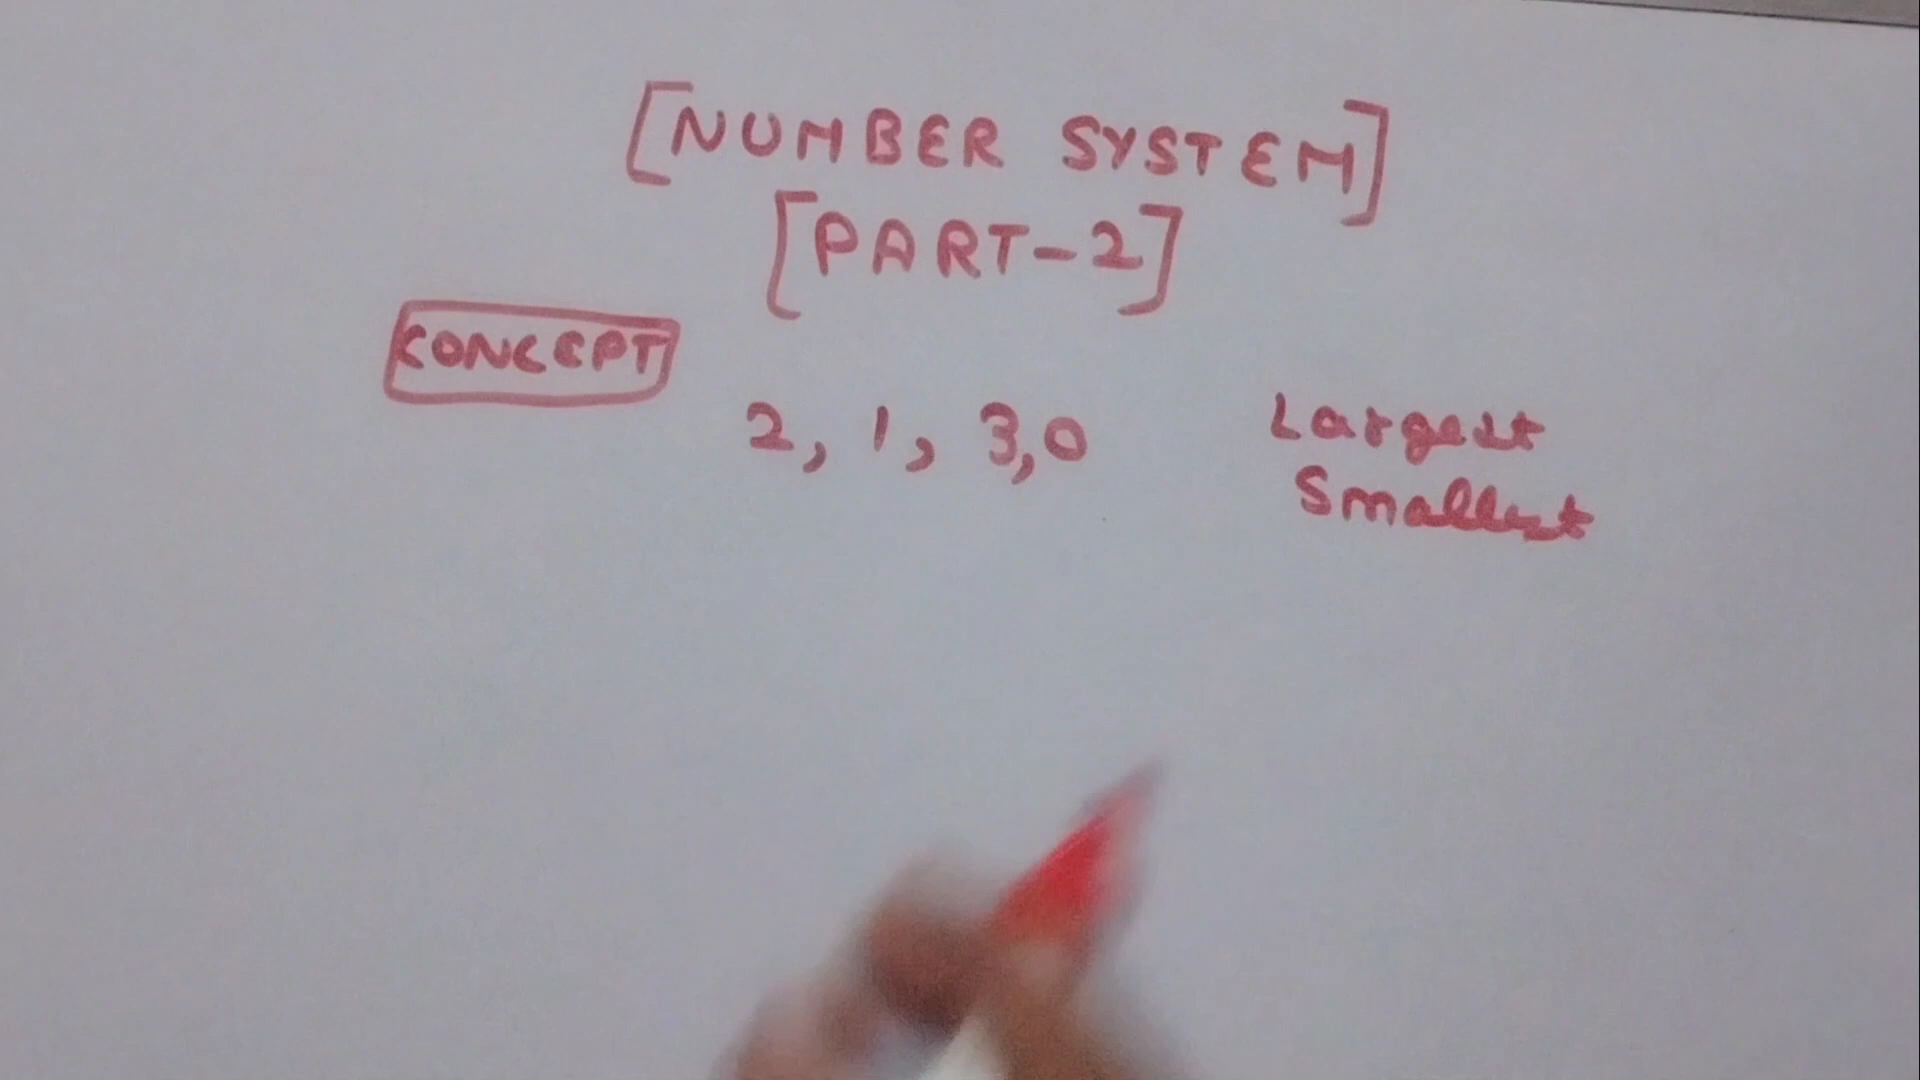 [NUMBER SYSTEM]
[PART-2]
CONCEPT
2, 1, 3,0
Largest
Smallest